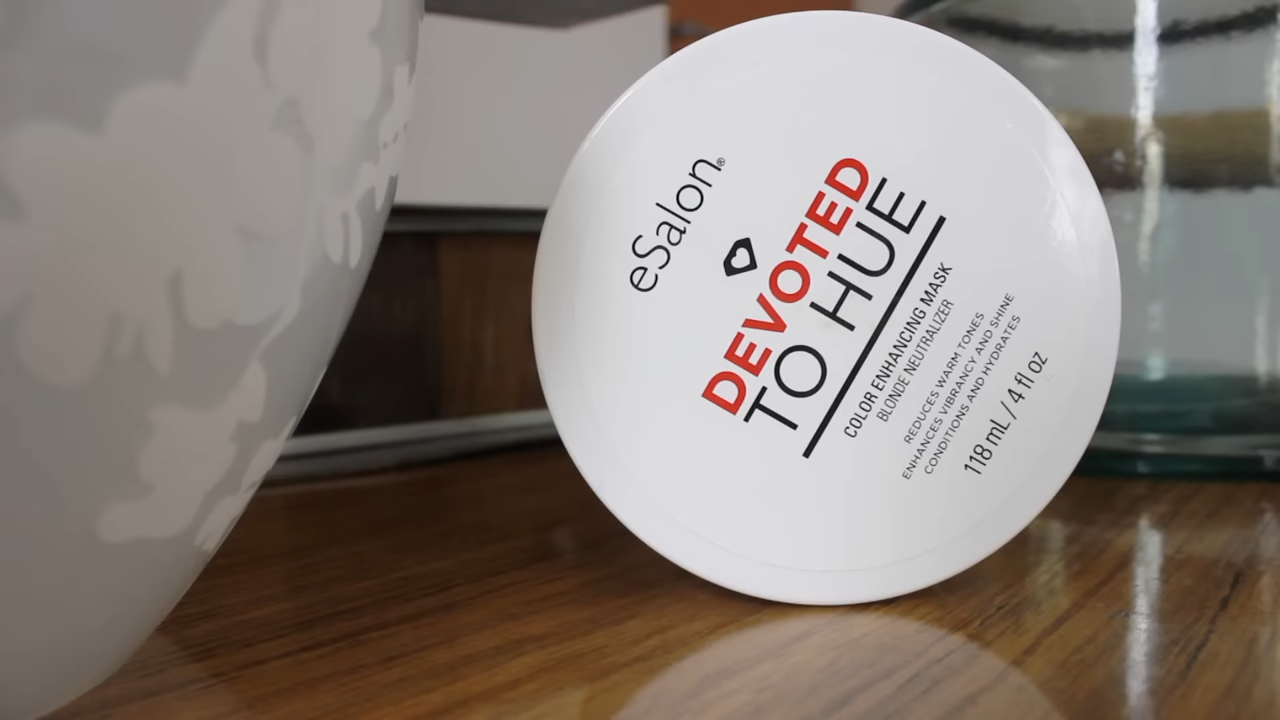 eSalon®
DEVOTED
TO HUE
COLOR ENHANCING MASK
BLONDE NEUTRALIZER
REDUCES WARM TONES
ENHANCES VIBRANCY AND SHINE
CONDITIONS AND HYDRATES
118 mL / 4 fl oz